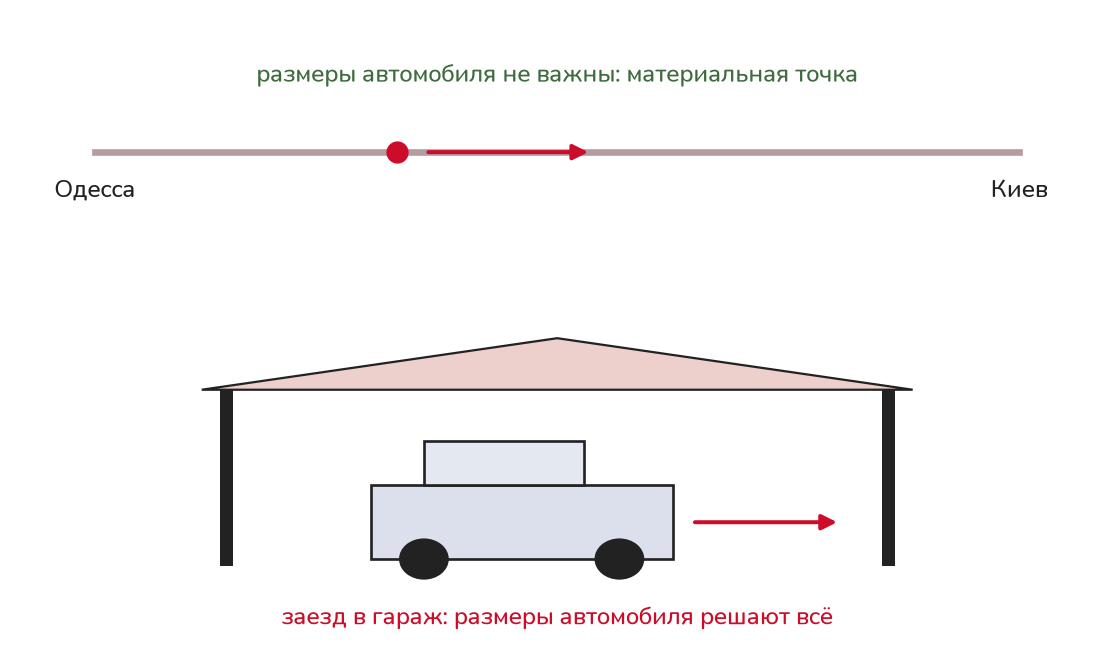 размеры автомобиля не важны: материальная точка
Одесса
Киев
заезд в гараж: размеры автомобиля решают всё